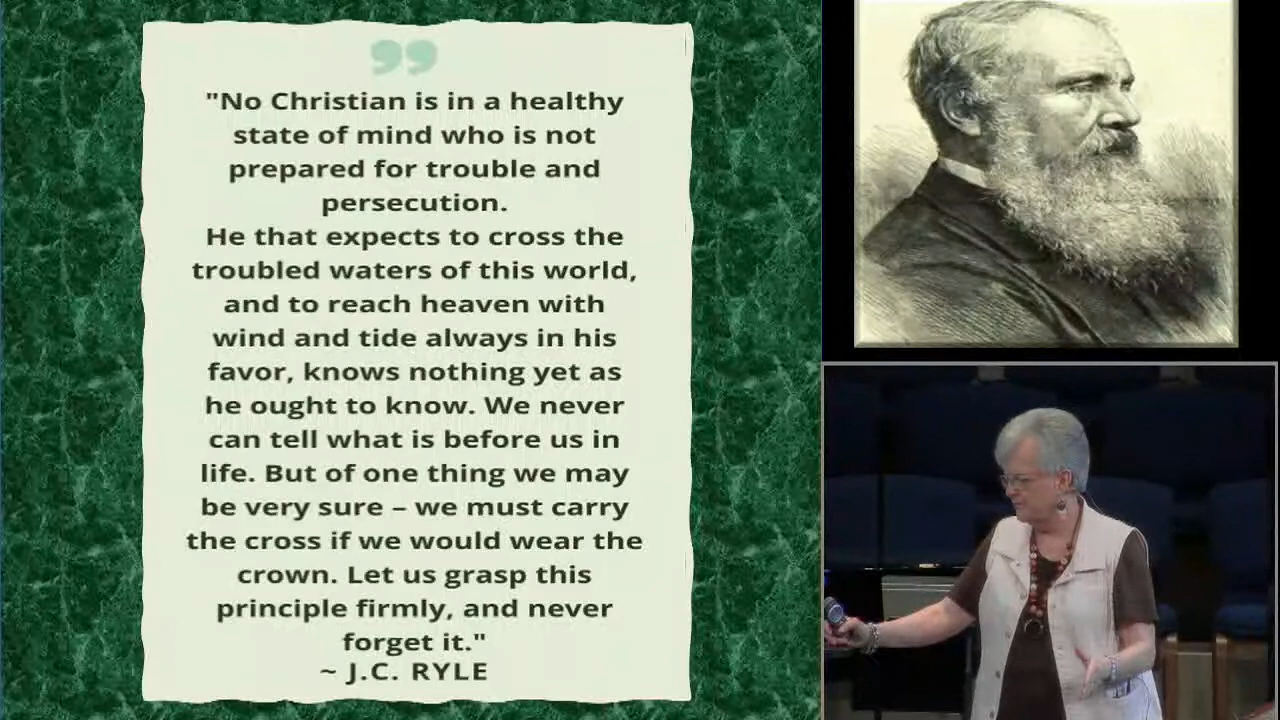 "No Christian is in a healthy
state of mind who is not
prepared for trouble and
persecution.
He that expects to cross the
troubled waters of this world,
and to reach heaven with
wind and tide always in his
favor, knows nothing yet as
he ought to know. We never
can tell what is before us in
life. But of one thing we may
be very sure – we must carry
the cross if we would wear the
crown. Let us grasp this
principle firmly, and never
forget it."
~ J.C. RYLE